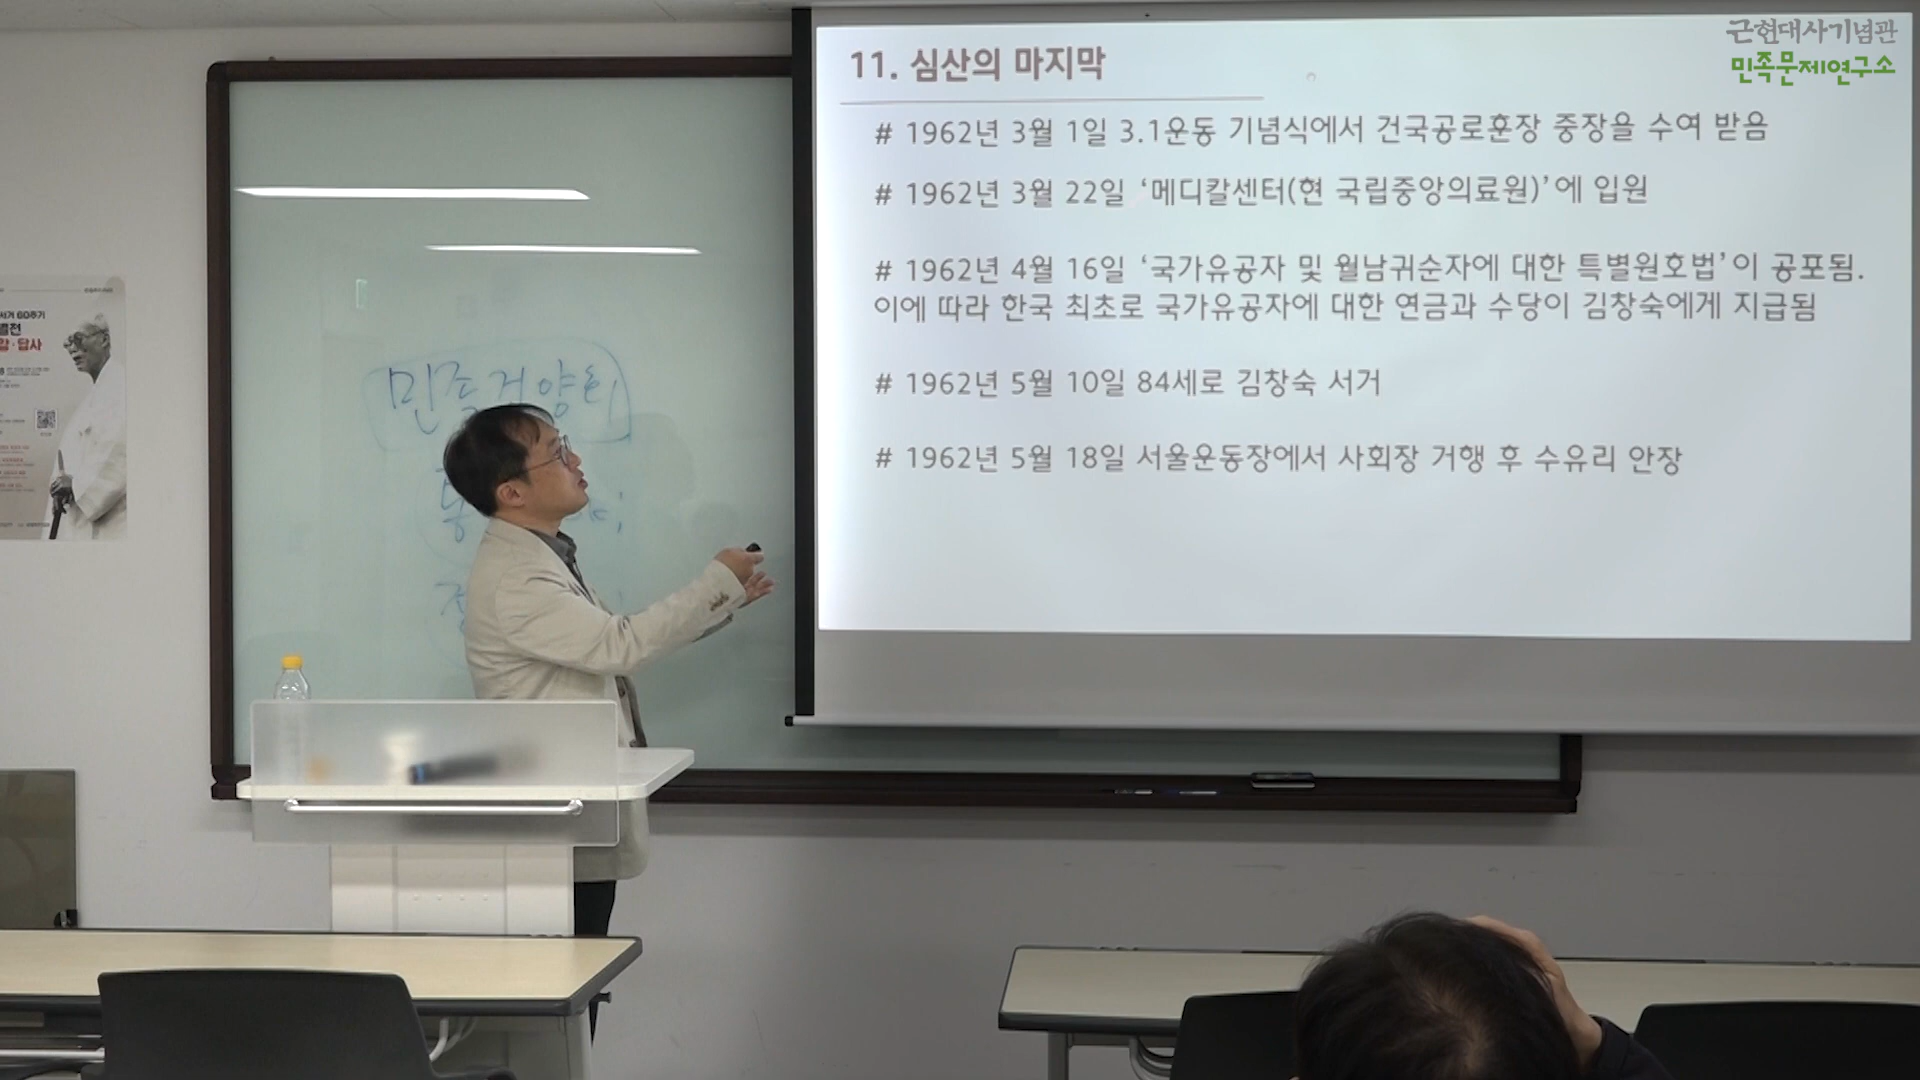 근현대사기념관
민족문제연구소
11. 심산의 마지막
# 1962년 3월 1일 3.1운동 기념식에서 건국공로훈장 중장을 수여 받음
# 1962년 3월 22일 ‘메디칼센터(현 국립중앙의료원)’에 입원
# 1962년 4월 16일 ‘국가유공자 및 월남귀순자에 대한 특별원호법’이 공포됨.
이에 따라 한국 최초로 국가유공자에 대한 연금과 수당이 김창숙에게 지급됨
# 1962년 5월 10일 84세로 김창숙 서거
# 1962년 5월 18일 서울운동장에서 사회장 거행 후 수유리 안장
서거 60주기
답사